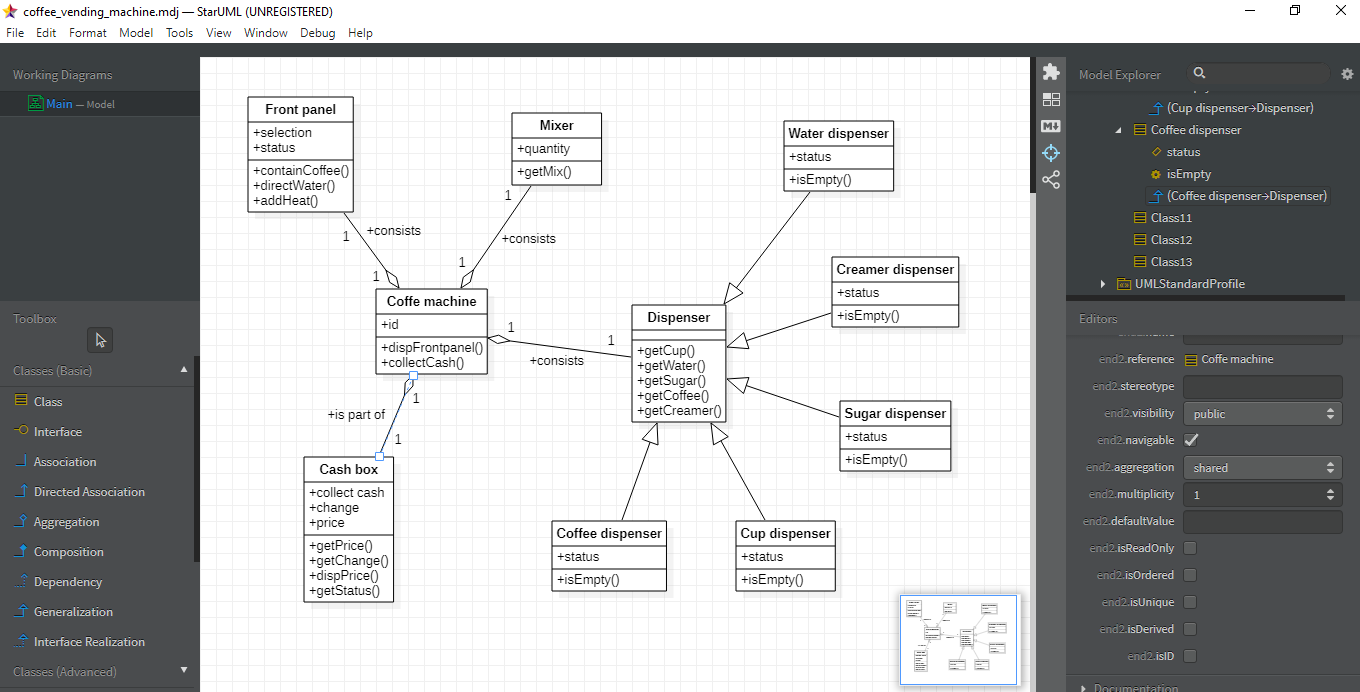 coffee_vending_machine.mdj — StarUML (UNREGISTERED)
File Edit Format Model Tools View Window Debug Help
Working Diagrams
Main — Model
Toolbox
Classes (Basic)
Class
Interface
Association
Directed Association
Aggregation
Composition
Dependency
Generalization
Interface Realization
Classes (Advanced)
Front panel
+selection
+status
+containCoffee()
+directWater()
+addHeat()
Mixer
+quantity
+getMix()
Water dispenser
+status
+isEmpty()
1
+consists
1
1
+consists
1
Creamer dispenser
+status
+isEmpty()
Coffe machine
+id
+dispFrontpanel()
+collectCash()
1
+consists
1
Dispenser
+getCup()
+getWater()
+getSugar()
+getCoffee()
+getCreamer()
1
+is part of
1
Sugar dispenser
+status
+isEmpty()
Cash box
+collect cash
+change
+price
+getPrice()
+getChange()
+dispPrice()
+getStatus()
Coffee dispenser
+status
+isEmpty()
Cup dispenser
+status
+isEmpty()
Model Explorer
(Cup dispenser→Dispenser)
Coffee dispenser
status
isEmpty
(Coffee dispenser→Dispenser)
Class11
Class12
Class13
UMLStandardProfile
Editors
end2.reference Coffe machine
end2.stereotype
end2.visibility public
end2.navigable
end2.aggregation shared
end2.multiplicity 1
end2.defaultValue
end2.isReadOnly
end2.isOrdered
end2.isUnique
end2.isDerived
end2.isID
Documentation